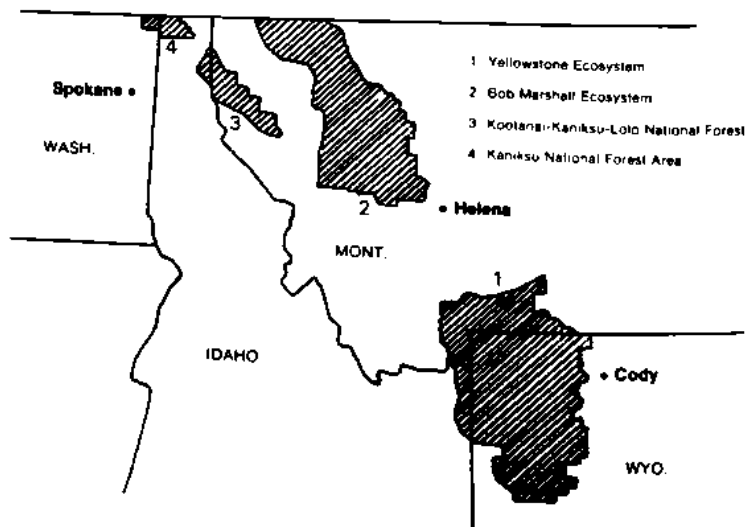 4
1 Yellowstone Ecosystem
Spokane
2 Bob Marshall Ecosystem
3
3 Kootanai-Kaniksu-Lolo National Forest
WASH.
4 Kaniksu National Forest Area
2
Helena
MONT.
1
IDAHO
Cody
WYO.